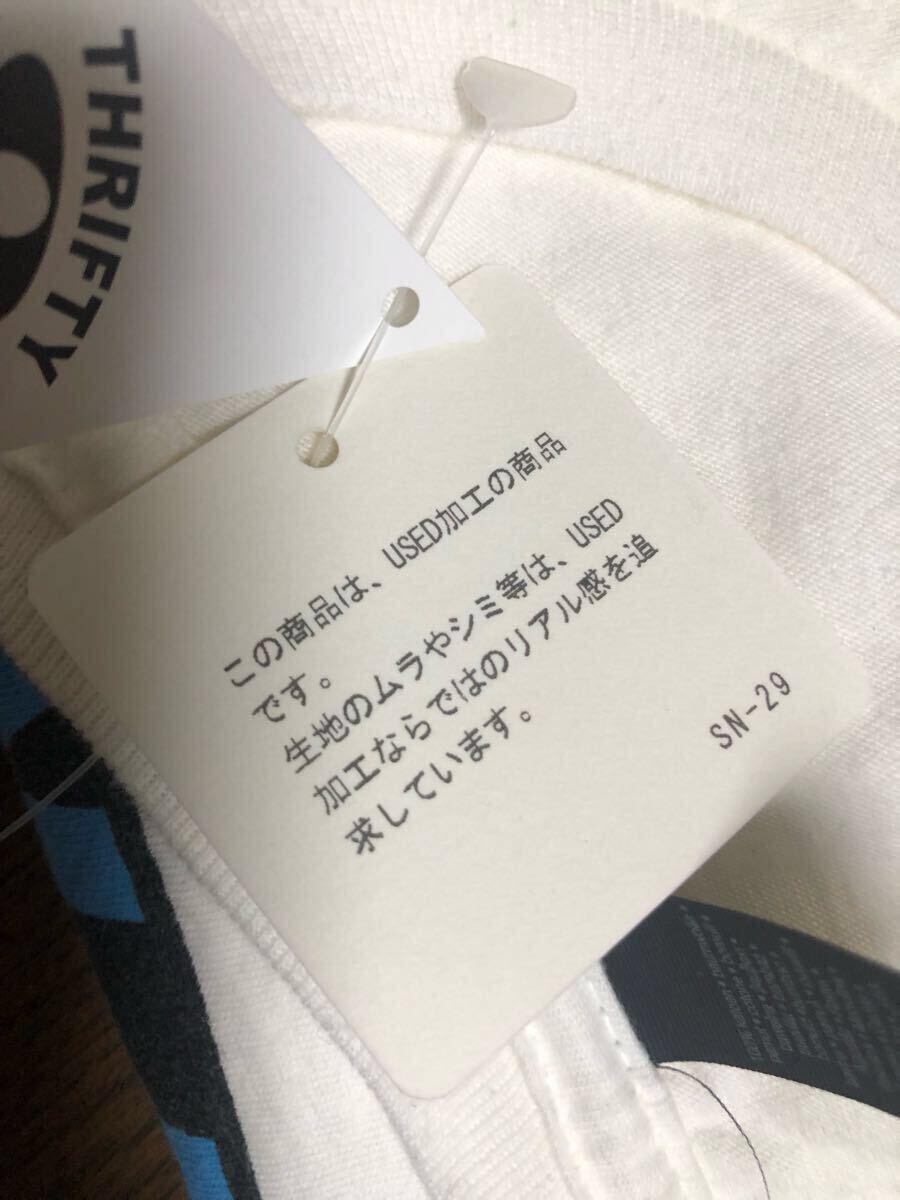 THRIFTY
この商品は、USED加工の商品
です。
生地のムラやシミ等は、USED
加工ならではのリアル感を追
求しています。
SN-29